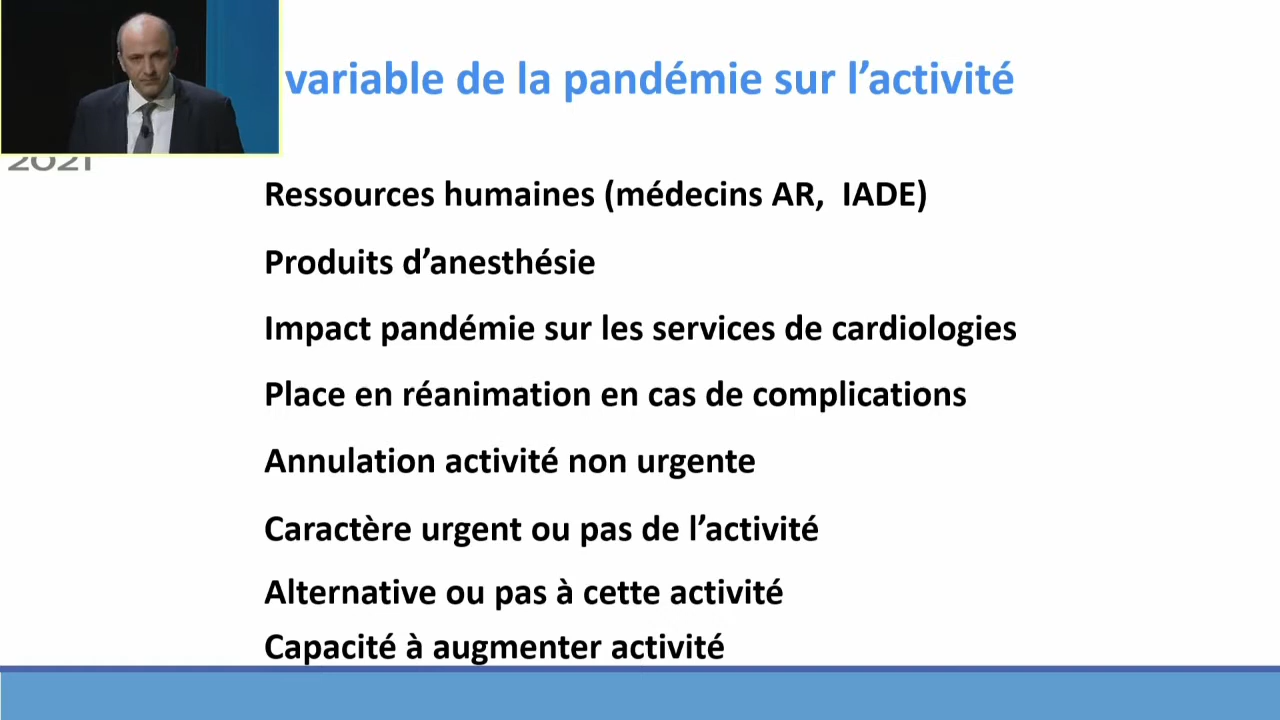 variable de la pandémie sur l’activité
2021
Ressources humaines (médecins AR,  IADE)
Produits d’anesthésie
Impact pandémie sur les services de cardiologies
Place en réanimation en cas de complications
Annulation activité non urgente
Caractère urgent ou pas de l’activité
Alternative ou pas à cette activité
Capacité à augmenter activité